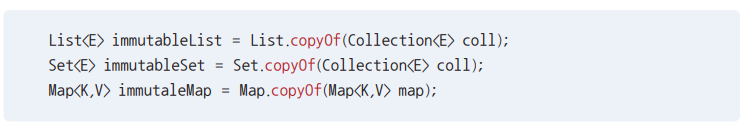 List<E> immutableList = List.copyOf(Collection<E> coll);
Set<E> immutableSet = Set.copyOf(Collection<E> coll);
Map<K,V> immutaleMap = Map.copyOf(Map<K,V> map);